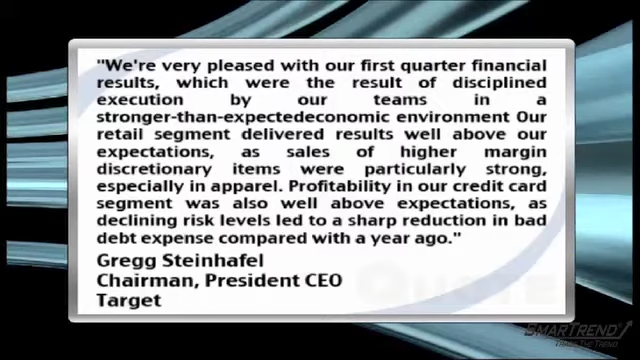 "We're very pleased with our first quarter financial
results, which were the result of disciplined
execution by our teams in a
stronger-than-expectedeconomic environment Our
retail segment delivered results well above our
expectations, as sales of higher margin
discretionary items were particularly strong,
especially in apparel. Profitability in our credit card
segment was also well above expectations, as
declining risk levels led to a sharp reduction in bad
debt expense compared with a year ago."
Gregg Steinhafel
Chairman, President CEO
Target
QUOTE
SMARTREND
TRADE THE TREND